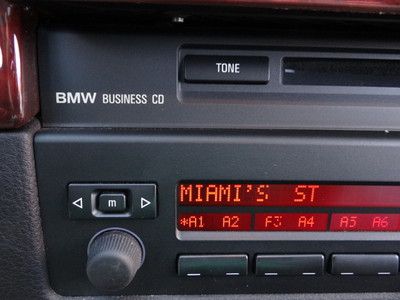 TONE
BMW BUSINESS CD
m
MIAMI'S ST
*A1 A2 F3 A4 A5 A6